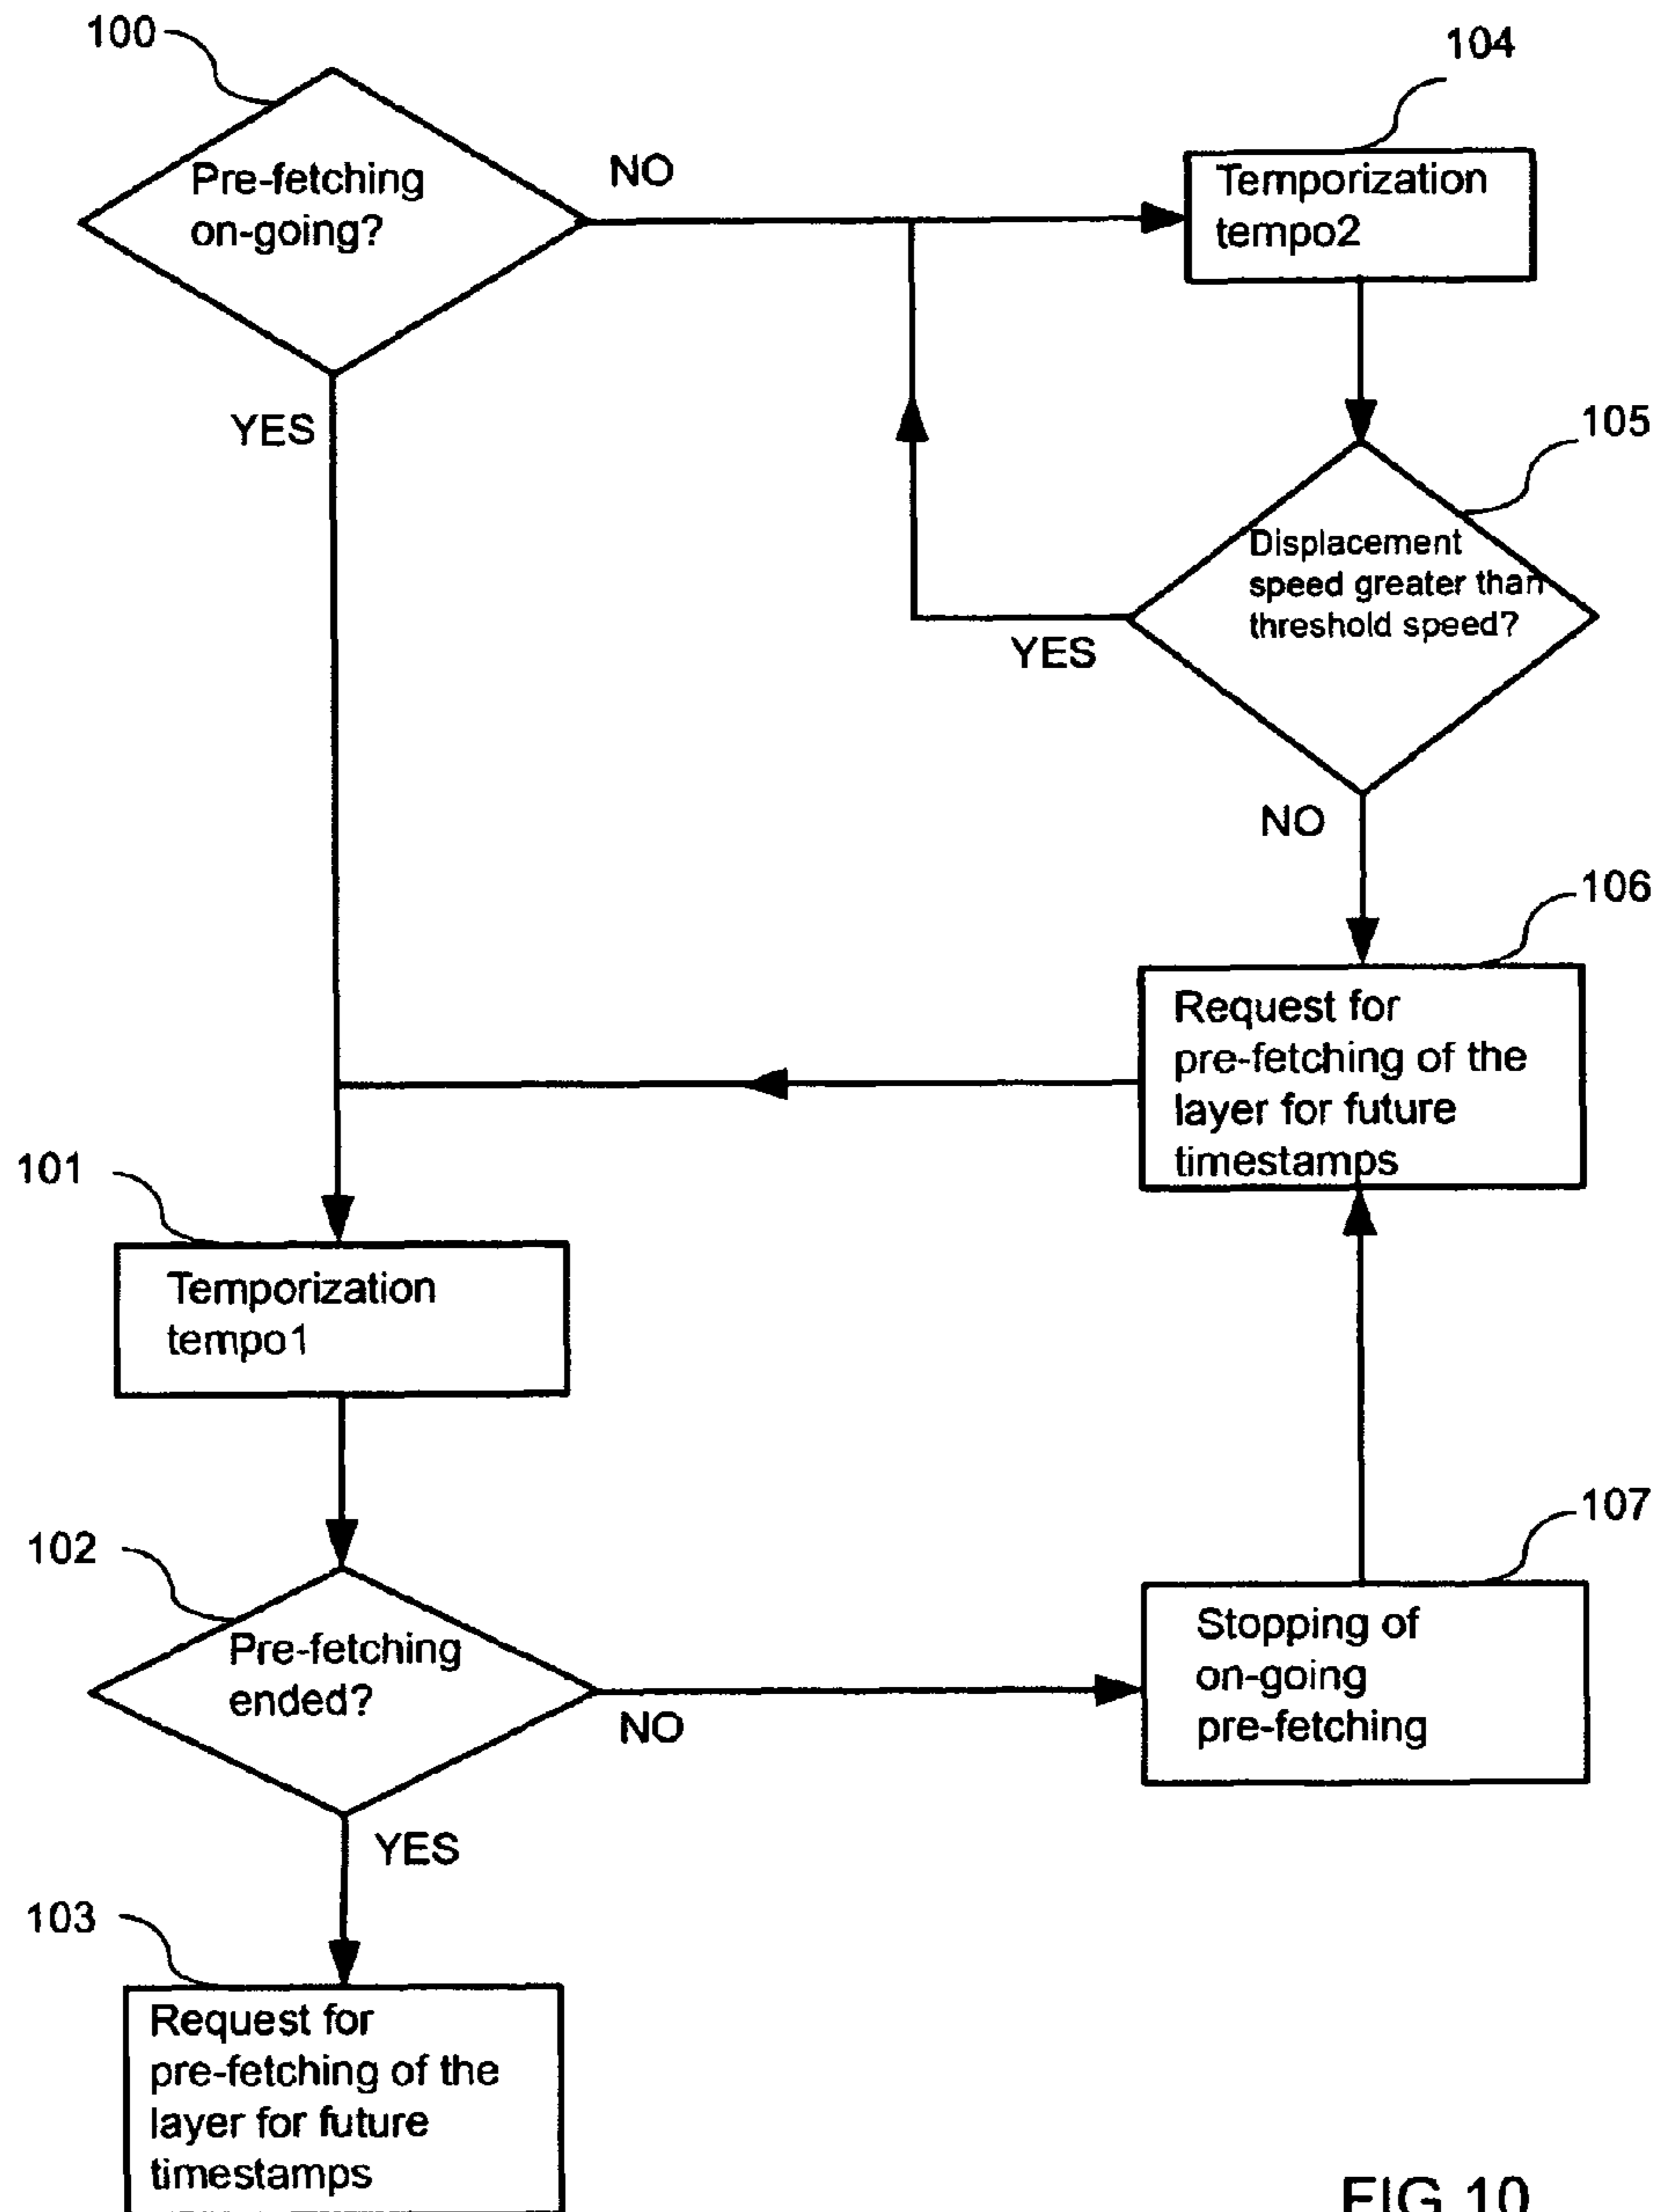 100
Pre-fetching
on-going?
NO
YES
104
Temporization
tempo2
105
Displacement
speed greater than
threshold speed?
YES
NO
106
Request for
pre-fetching of the
layer for future
timestamps
101
Temporization
tempo1
102
Pre-fetching
ended?
NO
YES
107
Stopping of
on-going
pre-fetching
103
Request for
pre-fetching of the
layer for future
timestamps
FIG.10